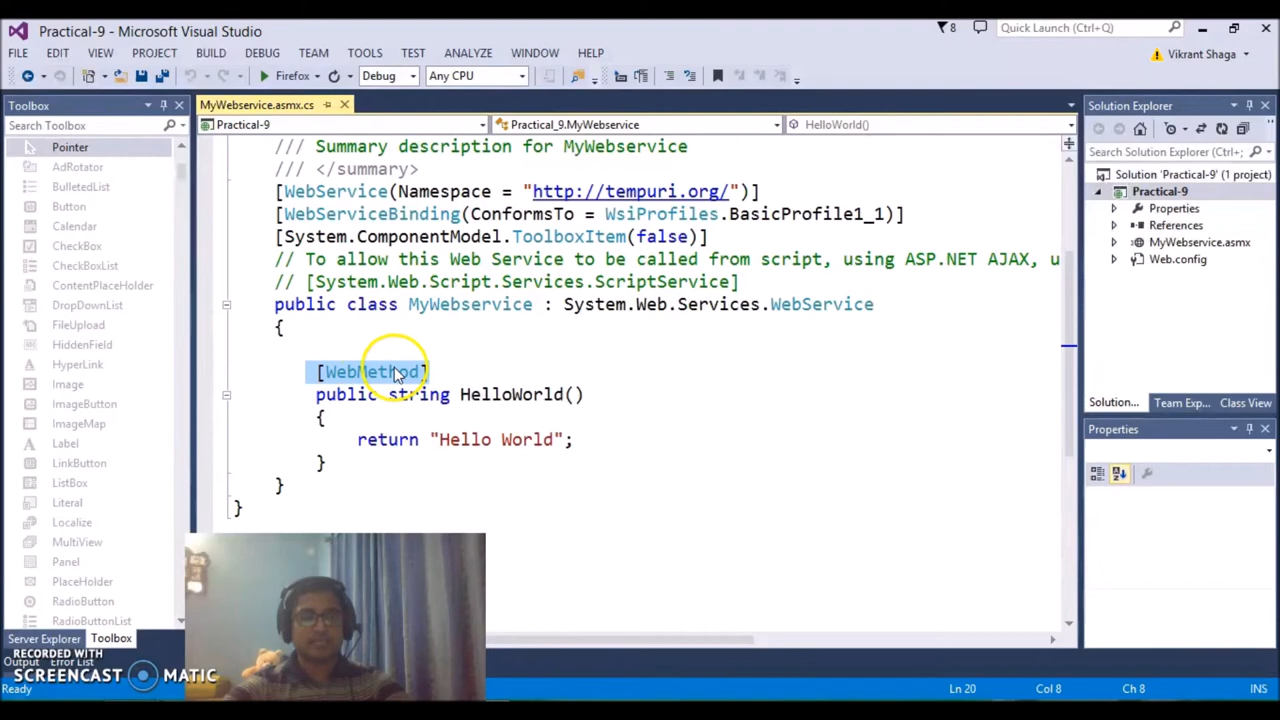 Practical-9 - Microsoft Visual Studio
8
Quick Launch (Ctrl+Q)
FILE EDIT VIEW PROJECT BUILD DEBUG TEAM TOOLS TEST ANALYZE WINDOW HELP
Vikrant Shaga
Firefox Debug Any CPU
Toolbox
MyWebservice.asmx.cs
Solution Explorer
Search Toolbox
Practical-9 Practical_9.MyWebservice HelloWorld()
Pointer
AdRotator
BulletedList
Button
Calendar
CheckBox
CheckBoxList
ContentPlaceHolder
DropDownList
FileUpload
HiddenField
HyperLink
Image
ImageButton
ImageMap
Label
LinkButton
ListBox
Literal
Localize
MultiView
Panel
PlaceHolder
RadioButton
RadioButtonList
Server Explorer Toolbox
/// Summary description for MyWebservice
/// </summary>
[WebService(Namespace = "http://tempuri.org/")]
[WebServiceBinding(ConformsTo = WsiProfiles.BasicProfile1_1)]
[System.ComponentModel.ToolboxItem(false)]
// To allow this Web Service to be called from script, using ASP.NET AJAX, u
// [System.Web.Script.Services.ScriptService]
public class MyWebservice : System.Web.Services.WebService
{
[WebMethod]
public string HelloWorld()
{
return "Hello World";
}
}
}
Search Solution Explorer (Ctrl+;
Solution 'Practical-9' (1 project)
Practical-9
Properties
References
MyWebservice.asmx
Web.config
Solution... Team Exp... Class View
Properties
Output Error List
RECORDED WITH
SCREENCAST MATIC
Ready
Ln 20 Col 8 Ch 8 INS